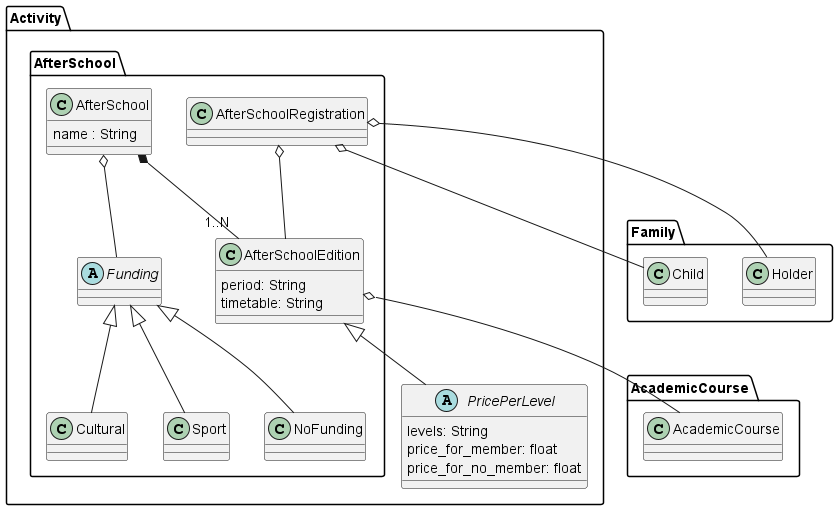 Activity
AfterSchool
C AfterSchool
name : String
C AfterSchoolRegistration
1..N
Family
C AfterSchoolEdition
period: String
timetable: String
A Funding
C Child
C Holder
AcademicCourse
A PricePerLevel
levels: String
price_for_member: float
price_for_no_member: float
C Cultural
C Sport
C NoFunding
C AcademicCourse